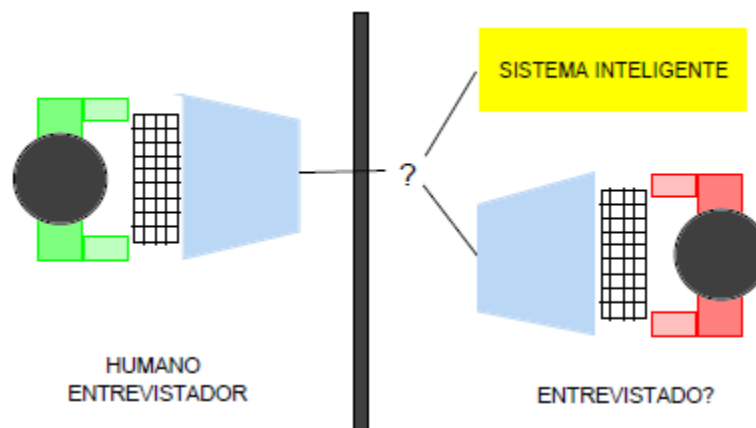 SISTEMA INTELIGENTE
?
HUMANO
ENTREVISTADOR
ENTREVISTADO?